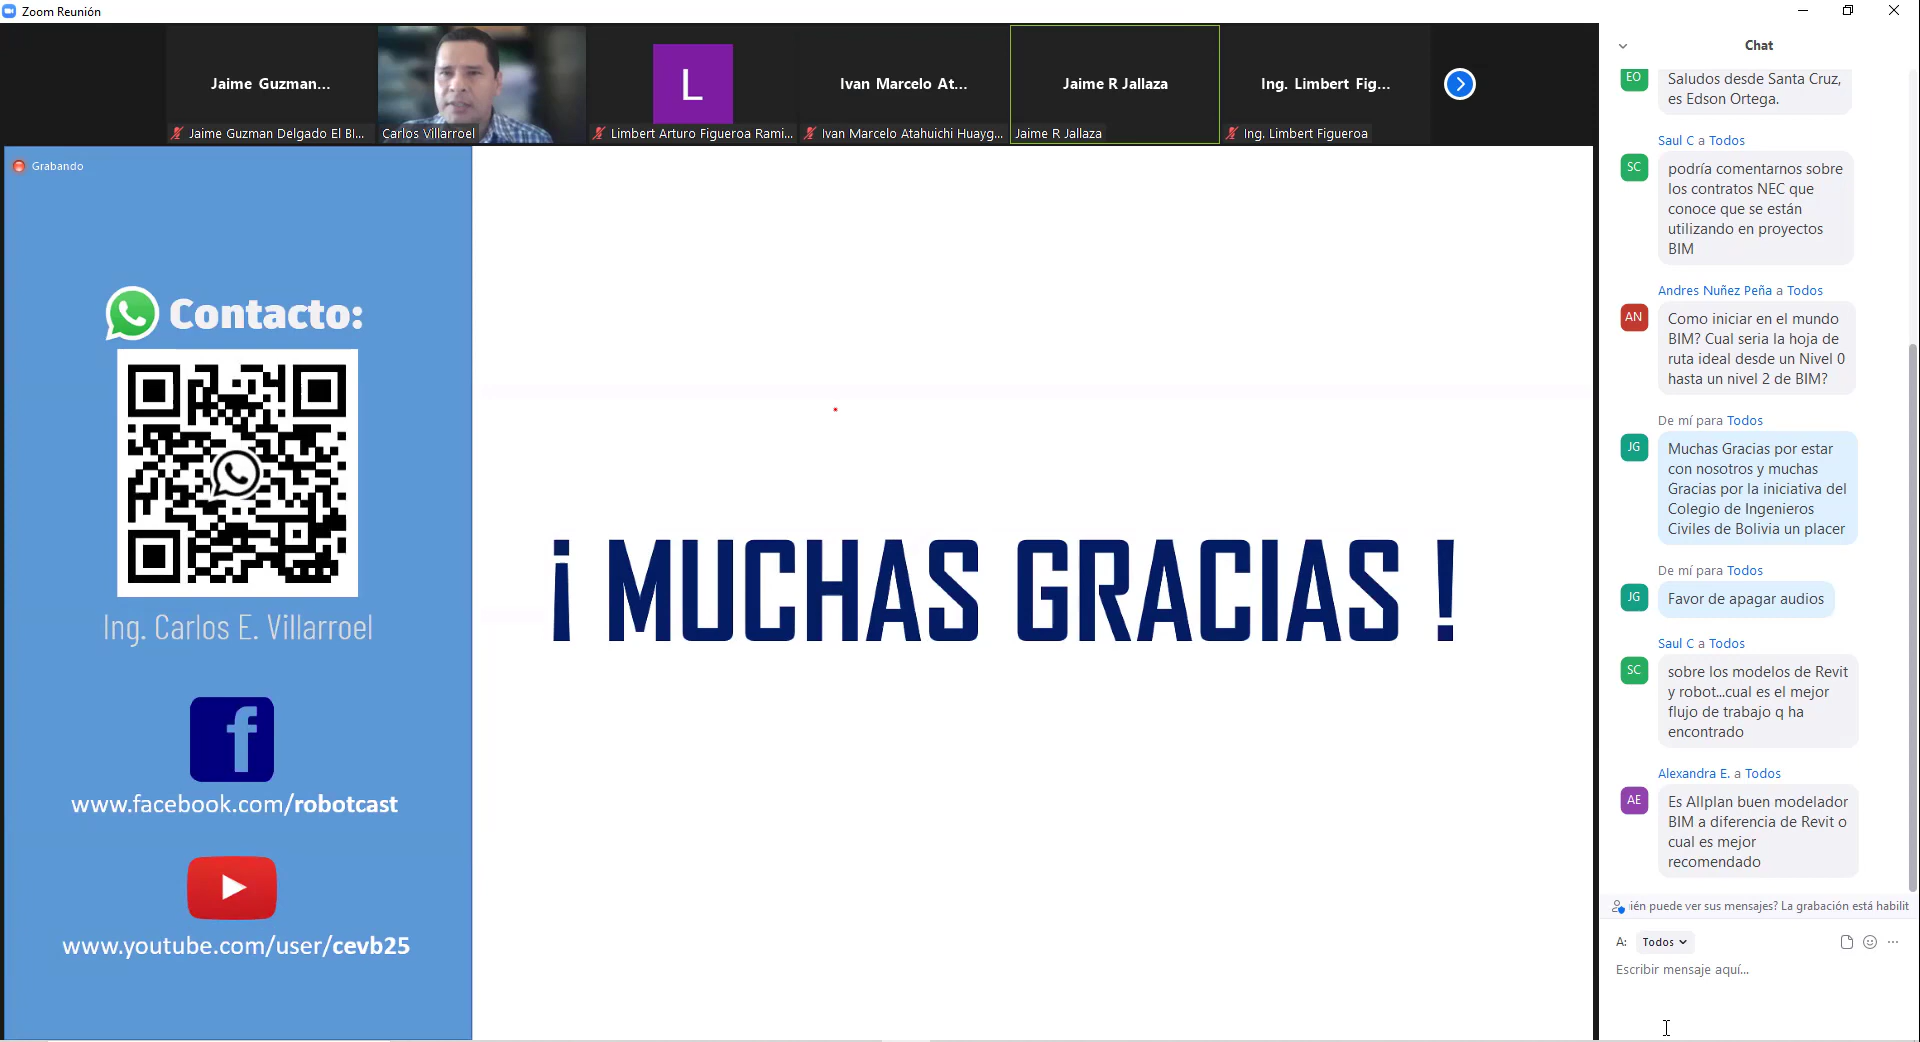 Zoom Reunión
Jaime Guzman...
Jaime Guzman Delgado El BI...
Carlos Villarroel
L
Limbert Arturo Figueroa Rami...
Ivan Marcelo At...
Ivan Marcelo Atahuichi Huayg...
Jaime R Jallaza
Jaime R Jallaza
Ing. Limbert Fig...
Ing. Limbert Figueroa
Grabando
Contacto:
Ing. Carlos E. Villarroel
f
www.facebook.com/robotcast
www.youtube.com/user/cevb25
¡ MUCHAS GRACIAS !
Chat
EO
Saludos desde Santa Cruz,
es Edson Ortega.
Saul C a Todos
SC
podría comentarnos sobre
los contratos NEC que
conoce que se están
utilizando en proyectos
BIM
Andres Nuñez Peña a Todos
AN
Como iniciar en el mundo
BIM? Cual seria la hoja de
ruta ideal desde un Nivel 0
hasta un nivel 2 de BIM?
De mí para Todos
JG
Muchas Gracias por estar
con nosotros y muchas
Gracias por la iniciativa del
Colegio de Ingenieros
Civiles de Bolivia un placer
De mí para Todos
JG
Favor de apagar audios
Saul C a Todos
SC
sobre los modelos de Revit
y robot...cual es el mejor
flujo de trabajo q ha
encontrado
Alexandra E. a Todos
AE
Es Allplan buen modelador
BIM a diferencia de Revit o
cual es mejor
recomendado
ién puede ver sus mensajes? La grabación está habilit
A: Todos
Escribir mensaje aquí...